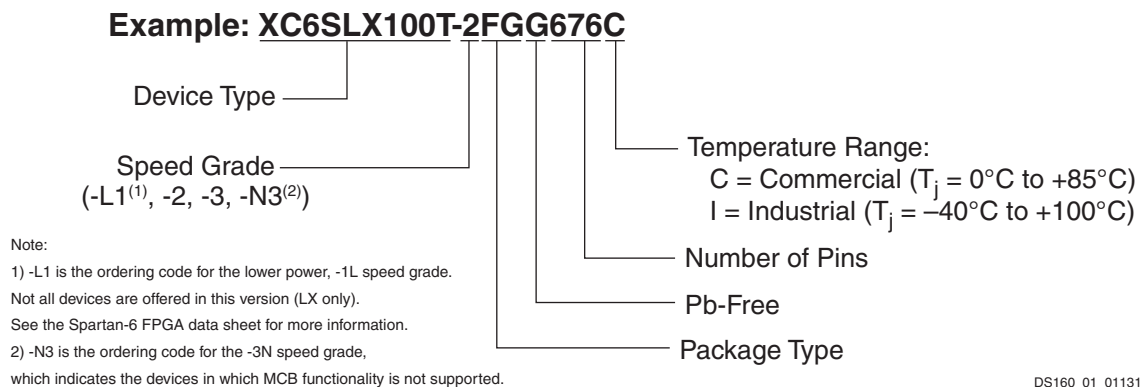 Example: XC6SLX100T-2FGG676C
Device Type
Speed Grade
(-L1(1), -2, -3, -N3(2))
Temperature Range:
C = Commercial (Tj = 0°C to +85°C)
I = Industrial (Tj = –40°C to +100°C)
Number of Pins
Pb-Free
Package Type
Note:
1) -L1 is the ordering code for the lower power, -1L speed grade.
Not all devices are offered in this version (LX only).
See the Spartan-6 FPGA data sheet for more information.
2) -N3 is the ordering code for the -3N speed grade,
which indicates the devices in which MCB functionality is not supported.
DS160_01_01131